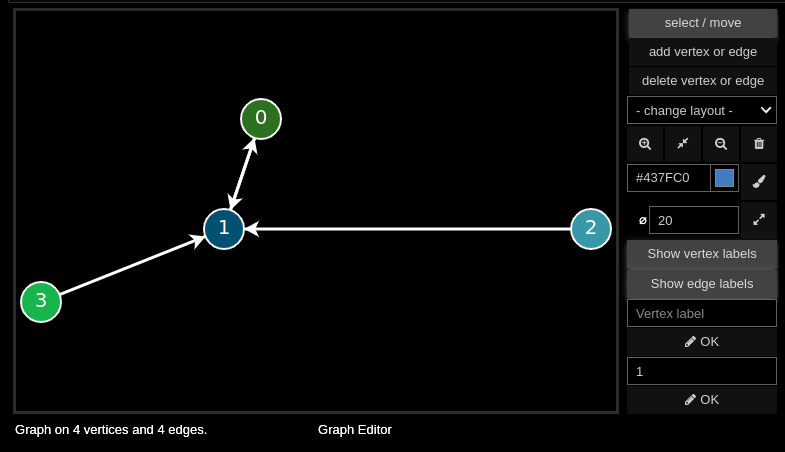 select / move
add vertex or edge
delete vertex or edge
- change layout -
0
#437FC0
1
2
⌀ 20
Show vertex labels
Show edge labels
3
Vertex label
OK
1
OK
Graph on 4 vertices and 4 edges.
Graph Editor